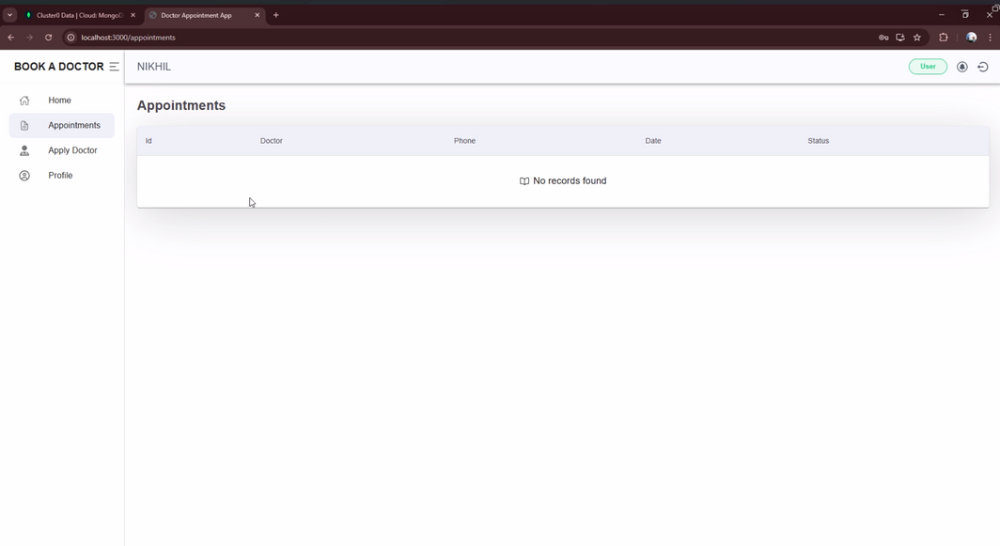 Cluster0 Data | Cloud: MongoD
Doctor Appointment App
localhost:3000/appointments
BOOK A DOCTOR
NIKHIL
User
Home
Appointments
Apply Doctor
Profile
Appointments
Id Doctor Phone Date Status
No records found